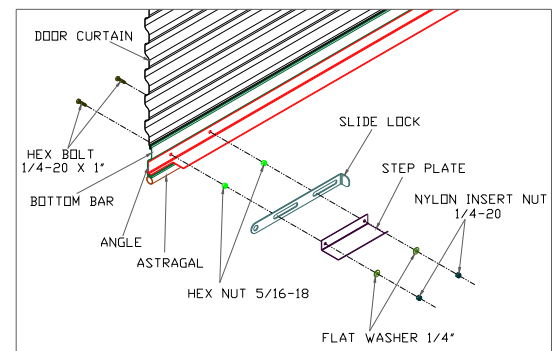 DOOR CURTAIN
SLIDE LOCK
HEX BOLT
1/4-20 X 1"
STEP PLATE
BOTTOM BAR
NYLON INSERT NUT
1/4-20
ANGLE
ASTRAGAL
HEX NUT 5/16-18
FLAT WASHER 1/4"